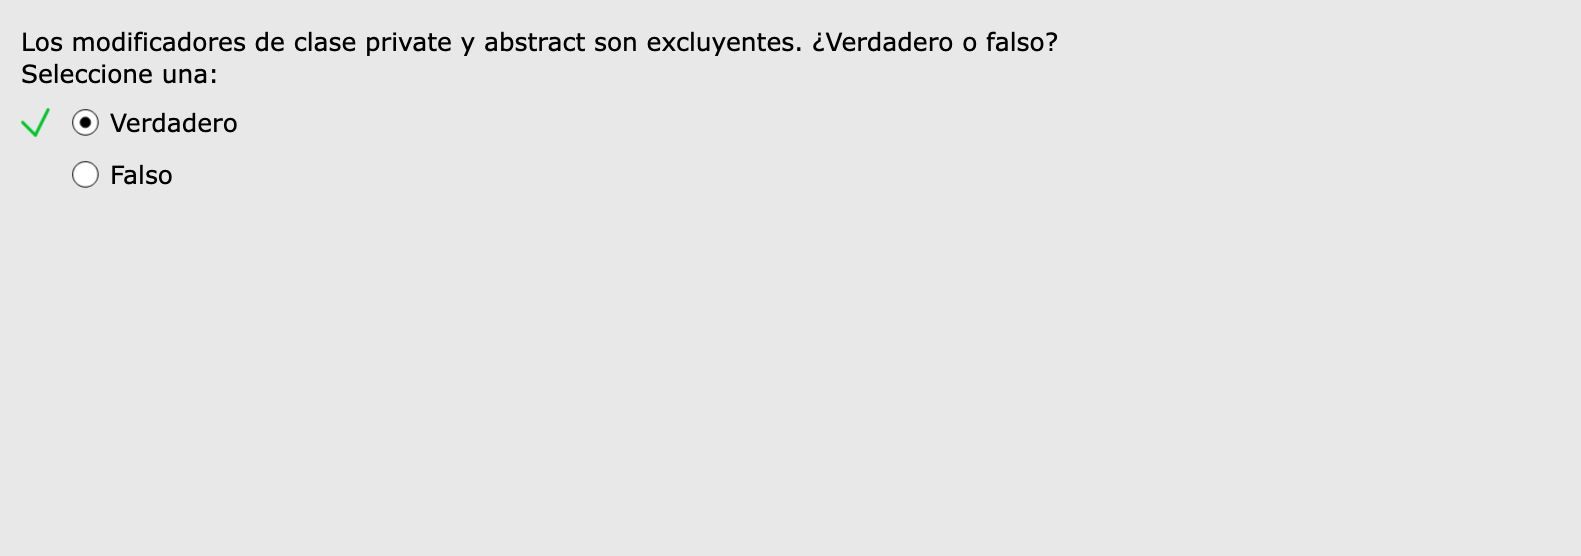 Los modificadores de clase private y abstract son excluyentes. ¿Verdadero o falso?
Seleccione una:
Verdadero
Falso